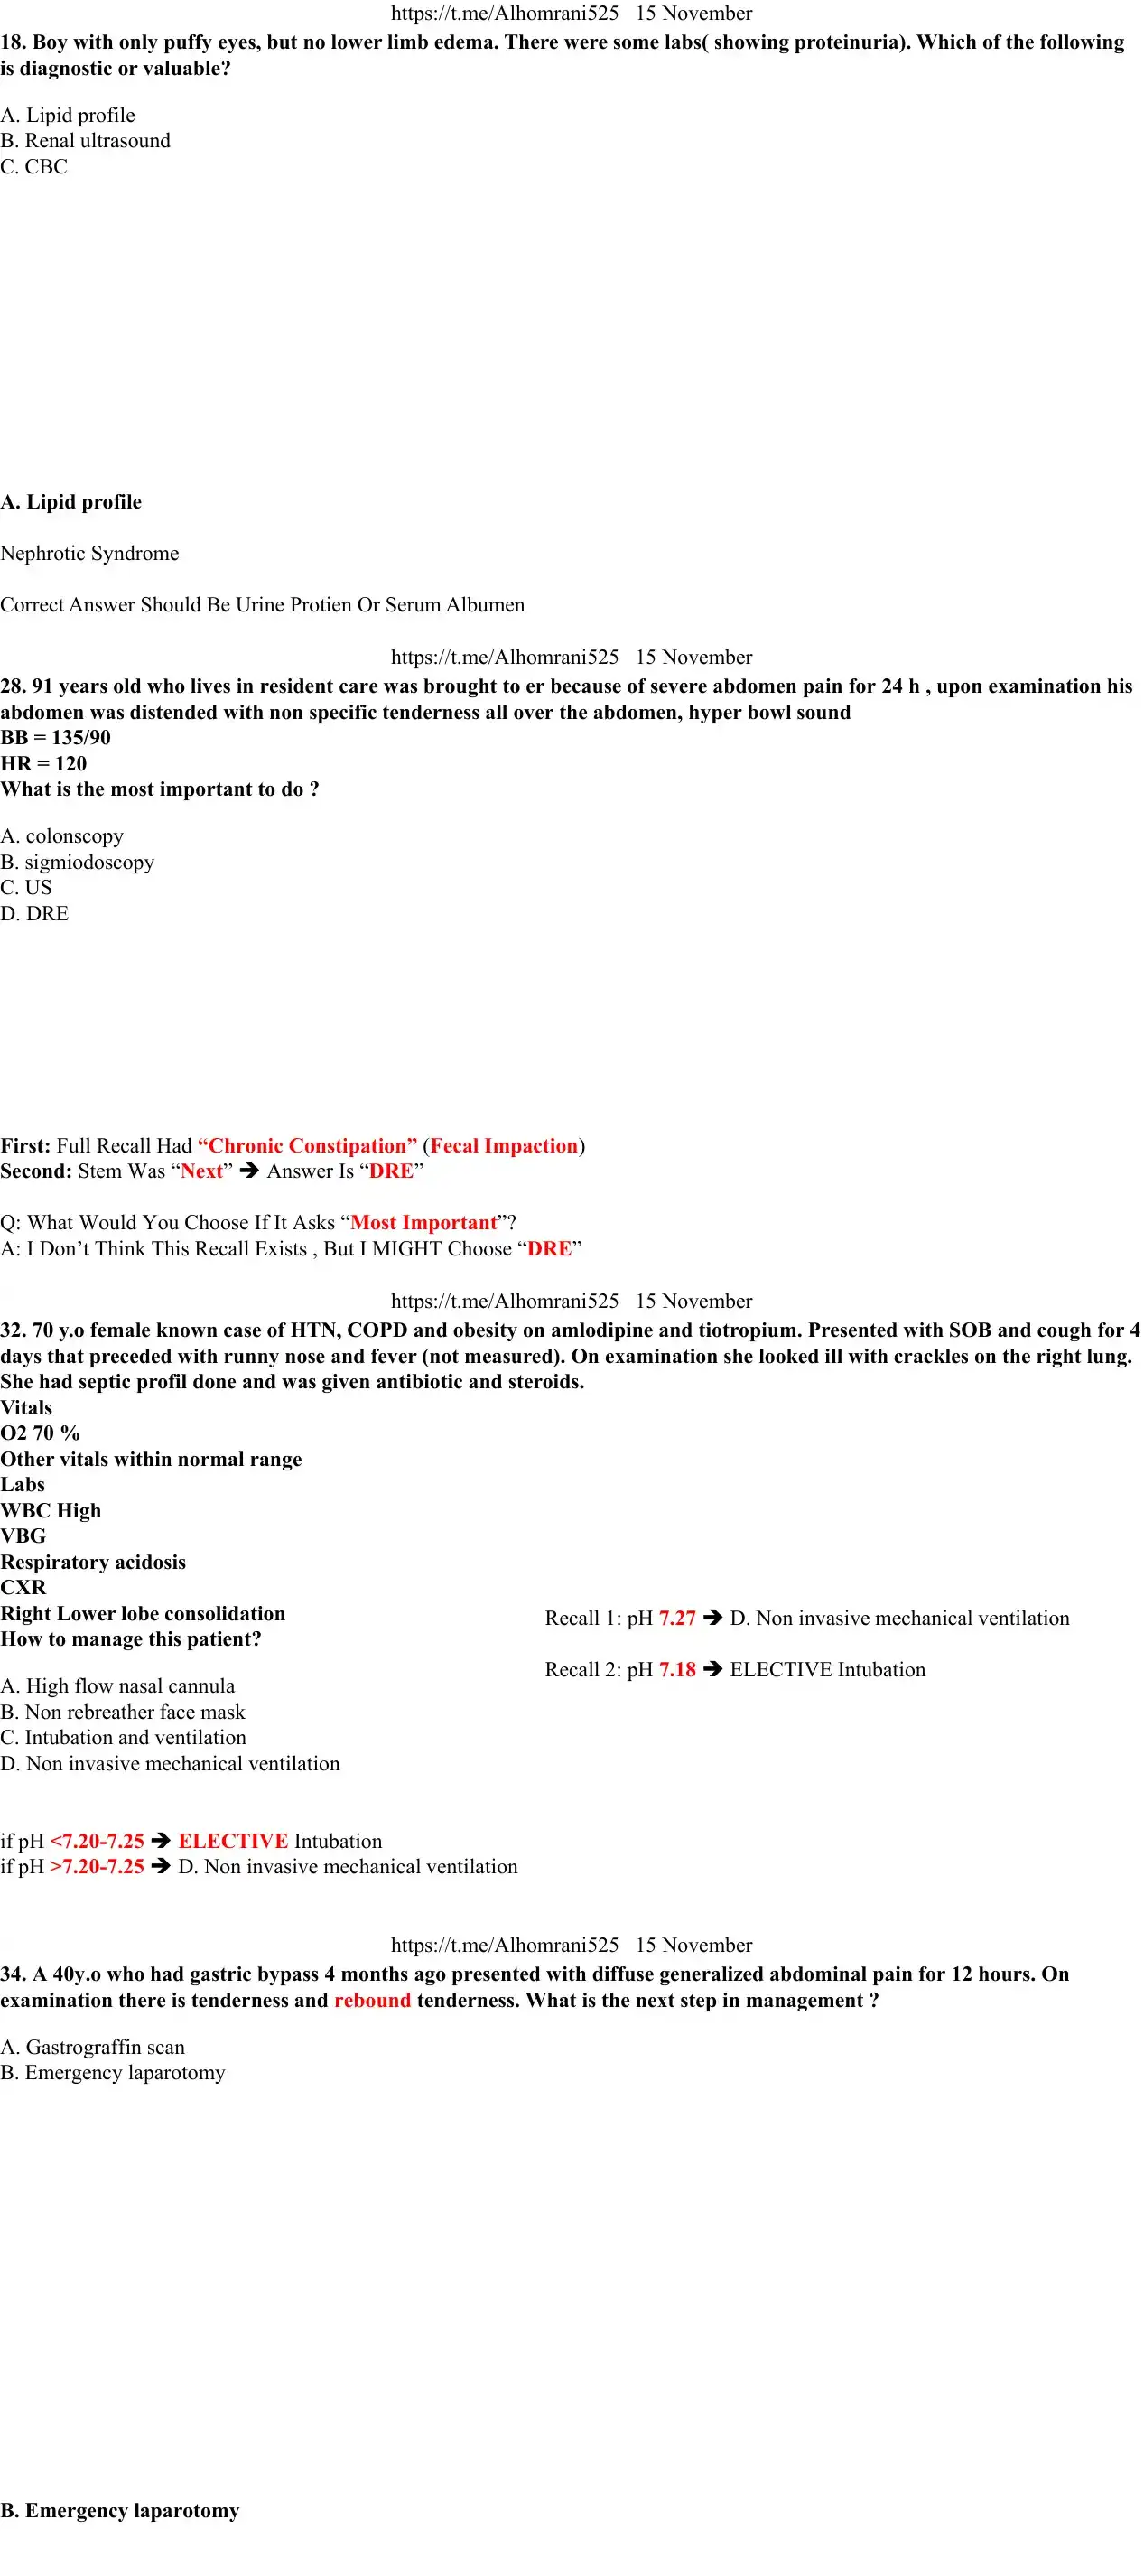 https://t.me/Alhomrani525 15 November
18. Boy with only puffy eyes, but no lower limb edema. There were some labs( showing proteinuria). Which of the following
is diagnostic or valuable?
A. Lipid profile
B. Renal ultrasound
C. CBC
A. Lipid profile
Nephrotic Syndrome
Correct Answer Should Be Urine Protien Or Serum Albumen
https://t.me/Alhomrani525 15 November
28. 91 years old who lives in resident care was brought to er because of severe abdomen pain for 24 h , upon examination his
abdomen was distended with non specific tenderness all over the abdomen, hyper bowl sound
BB = 135/90
HR = 120
What is the most important to do ?
A. colonscopy
B. sigmiodoscopy
C. US
D. DRE
First: Full Recall Had “Chronic Constipation” (Fecal Impaction)
Second: Stem Was “Next” ➔ Answer Is “DRE”
Q: What Would You Choose If It Asks “Most Important”?
A: I Don’t Think This Recall Exists , But I MIGHT Choose “DRE”
https://t.me/Alhomrani525 15 November
32. 70 y.o female known case of HTN, COPD and obesity on amlodipine and tiotropium. Presented with SOB and cough for 4
days that preceded with runny nose and fever (not measured). On examination she looked ill with crackles on the right lung.
She had septic profil done and was given antibiotic and steroids.
Vitals
O2 70 %
Other vitals within normal range
Labs
WBC High
VBG
Respiratory acidosis
CXR
Right Lower lobe consolidation
How to manage this patient?
A. High flow nasal cannula
B. Non rebreather face mask
C. Intubation and ventilation
D. Non invasive mechanical ventilation
Recall 1: pH 7.27 ➔ D. Non invasive mechanical ventilation
Recall 2: pH 7.18 ➔ ELECTIVE Intubation
if pH <7.20-7.25 ➔ ELECTIVE Intubation
if pH >7.20-7.25 ➔ D. Non invasive mechanical ventilation
https://t.me/Alhomrani525 15 November
34. A 40y.o who had gastric bypass 4 months ago presented with diffuse generalized abdominal pain for 12 hours. On
examination there is tenderness and rebound tenderness. What is the next step in management ?
A. Gastrograffin scan
B. Emergency laparotomy
B. Emergency laparotomy